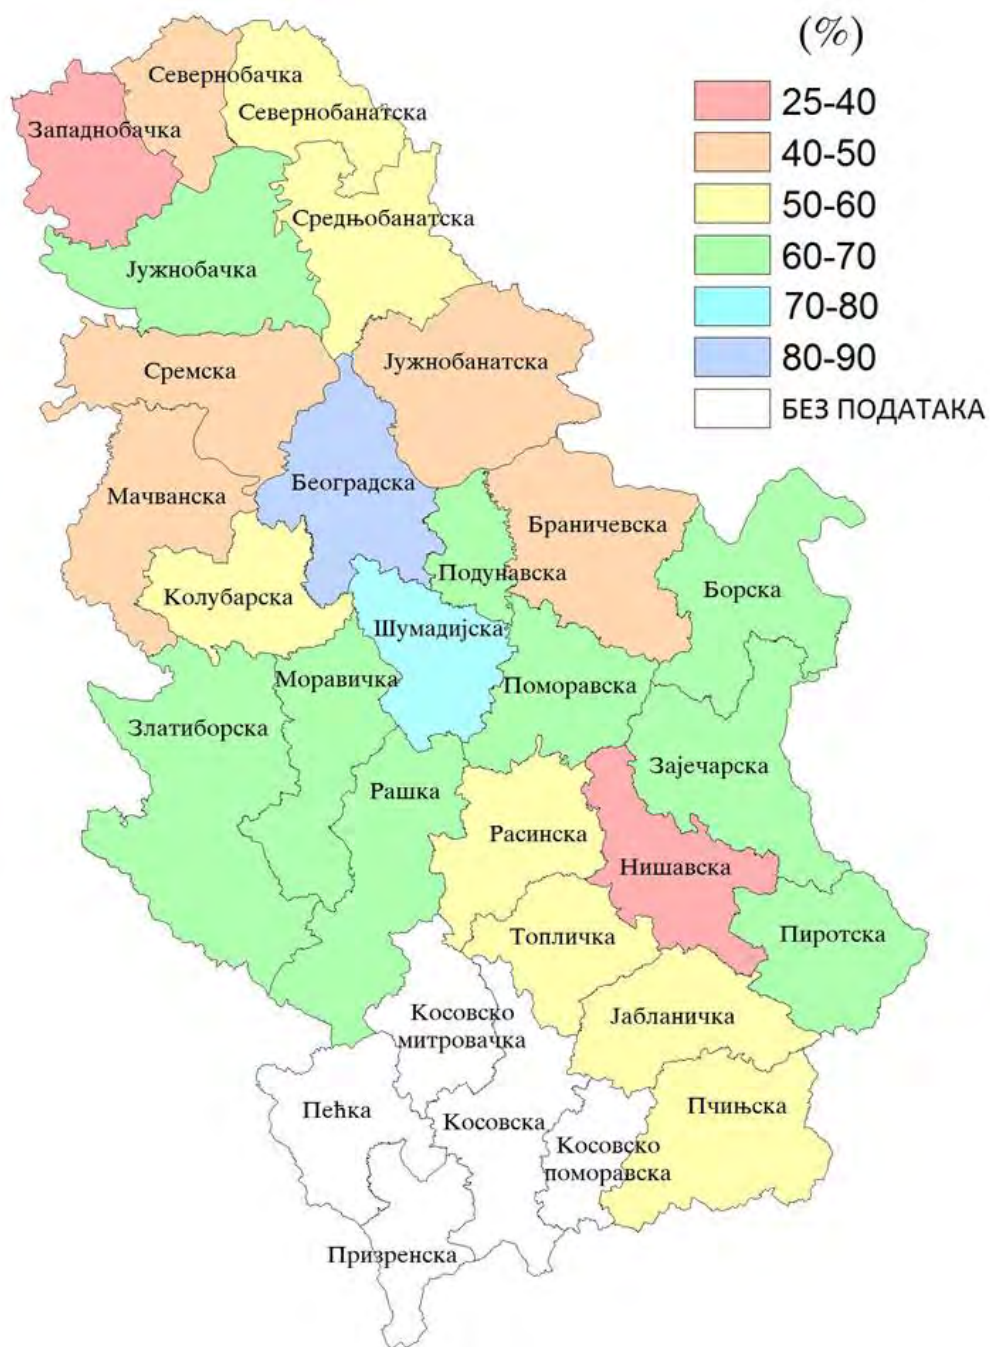 (%)
25-40
40-50
50-60
60-70
70-80
80-90
БЕЗ ПОДАТАКА
Севернобачка
Севернобанатска
Западнобачка
Средњобанатска
Јужнобачка
Јужнобанатска
Сремска
Београдска
Мачванска
Браничевска
Подунавска
Борска
Колубарска
Шумадијска
Моравичка
Поморавска
Златиборска
Зајечарска
Рашка
Расинска
Нишавска
Топличка
Пиротска
Косовско
митровачка
Јабланичка
Пећка
Косовска
Пчињска
Косовско
поморавска
Призренска